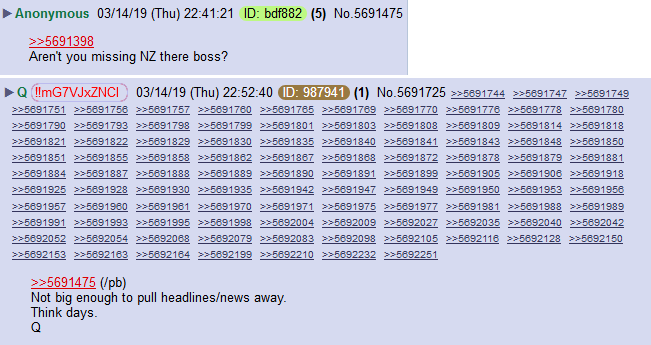 Anonymous 03/14/19 (Thu) 22:41:21 ID: bdf882 (5) No.5691475
>>5691398
Aren't you missing NZ there boss?
Q !!mG7VJxZNCI 03/14/19 (Thu) 22:52:40 ID: 987941 (1) No.5691725 >>5691744 >>5691747 >>5691749
>>5691751 >>5691756 >>5691757 >>5691760 >>5691765 >>5691769 >>5691770 >>5691776 >>5691778 >>5691780
>>5691790 >>5691793 >>5691798 >>5691799 >>5691801 >>5691803 >>5691808 >>5691809 >>5691814 >>5691818
>>5691821 >>5691822 >>5691829 >>5691830 >>5691835 >>5691840 >>5691841 >>5691843 >>5691848 >>5691850
>>5691851 >>5691855 >>5691858 >>5691862 >>5691867 >>5691868 >>5691872 >>5691878 >>5691879 >>5691881
>>5691884 >>5691887 >>5691888 >>5691889 >>5691890 >>5691891 >>5691899 >>5691905 >>5691906 >>5691918
>>5691925 >>5691928 >>5691930 >>5691935 >>5691942 >>5691947 >>5691949 >>5691950 >>5691953 >>5691956
>>5691957 >>5691960 >>5691961 >>5691970 >>5691971 >>5691975 >>5691977 >>5691981 >>5691988 >>5691989
>>5691991 >>5691993 >>5691995 >>5691998 >>5692004 >>5692009 >>5692027 >>5692035 >>5692040 >>5692042
>>5692052 >>5692054 >>5692068 >>5692079 >>5692083 >>5692098 >>5692105 >>5692116 >>5692128 >>5692150
>>5692153 >>5692163 >>5692164 >>5692199 >>5692210 >>5692232 >>5692251
>>5691475 (/pb)
Not big enough to pull headlines/news away.
Think days.
Q